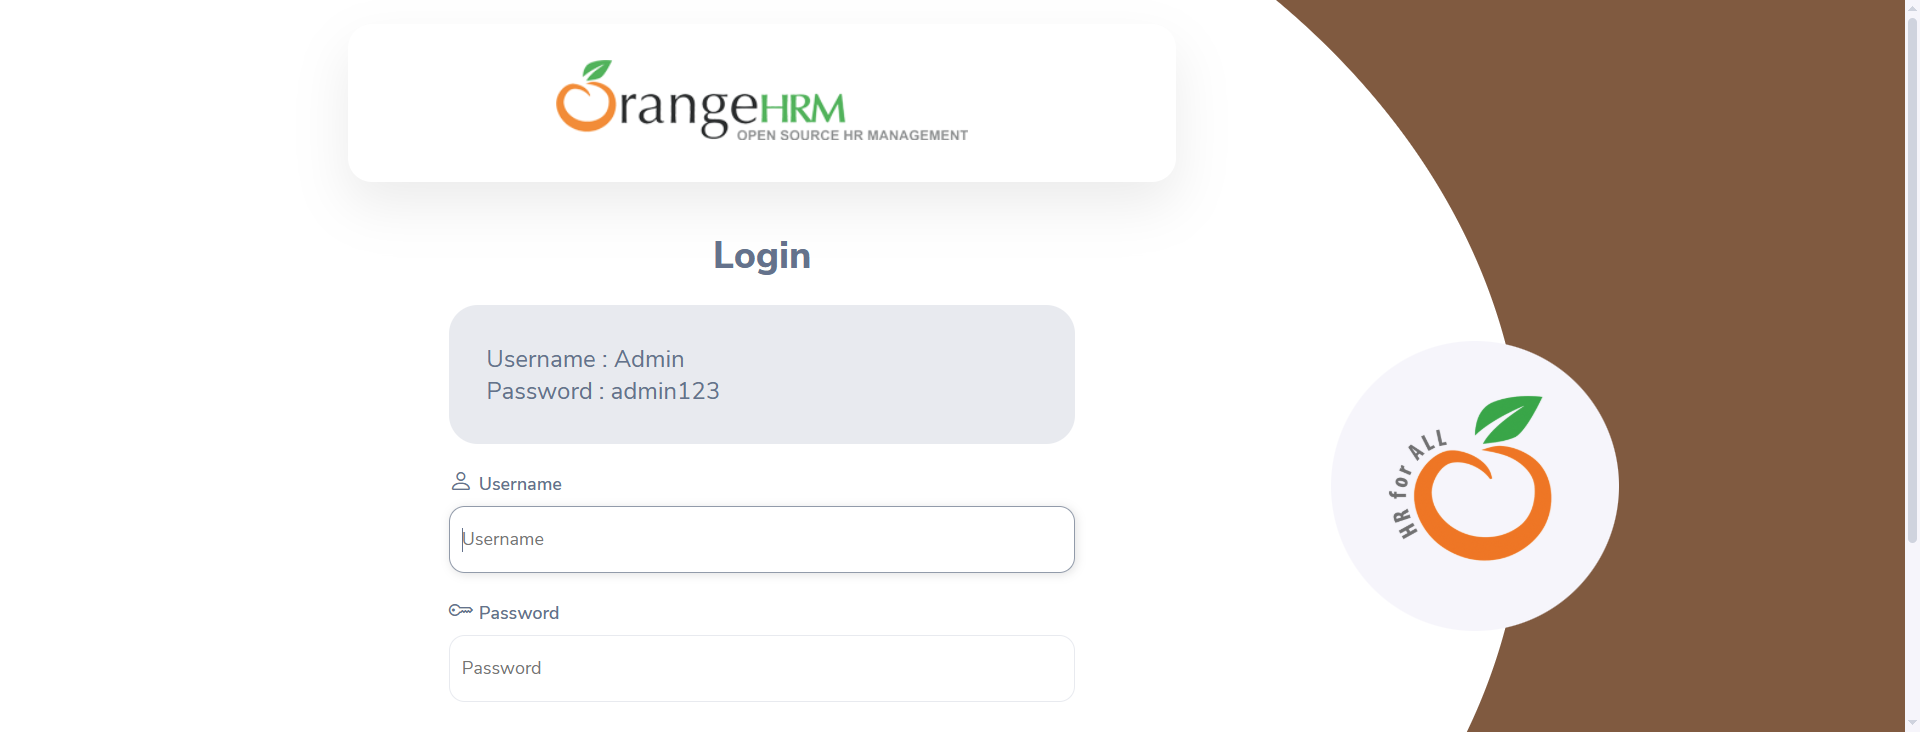 OrangeHRM
OPEN SOURCE HR MANAGEMENT
Login
Username : Admin
Password : admin123
Username
Username
Password
Password
HR for ALL